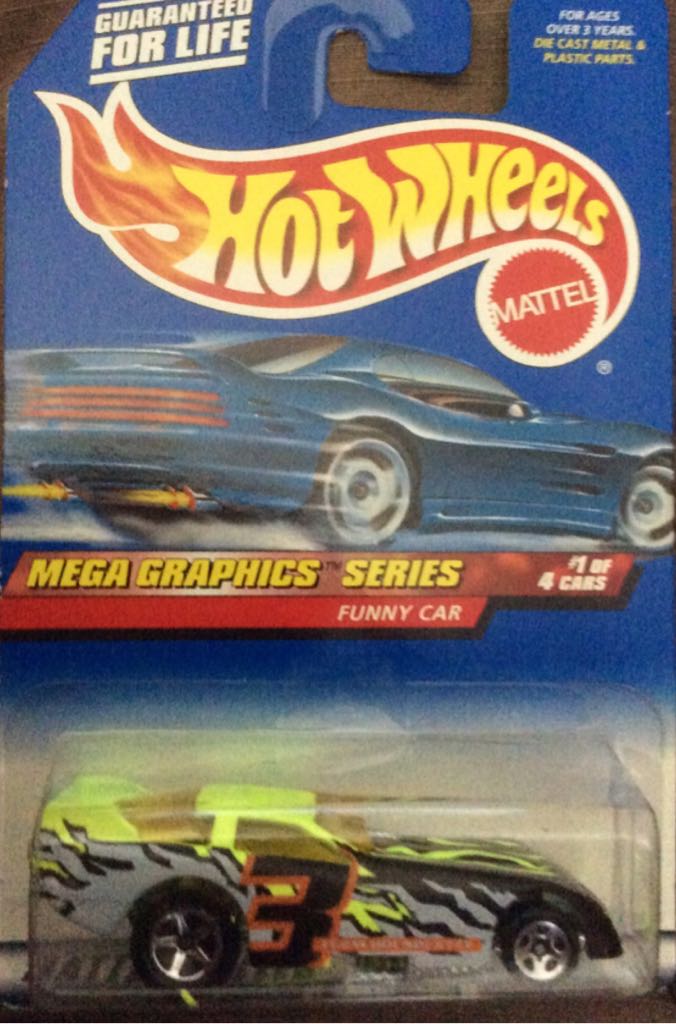 GUARANTEED
FOR LIFE
FOR AGES
OVER 3 YEARS.
DIE CAST METAL &
PLASTIC PARTS.
HOT WHEELS
MATTEL
®
MEGA GRAPHICS™ SERIES
#1 OF
4 CARS
FUNNY CAR
3